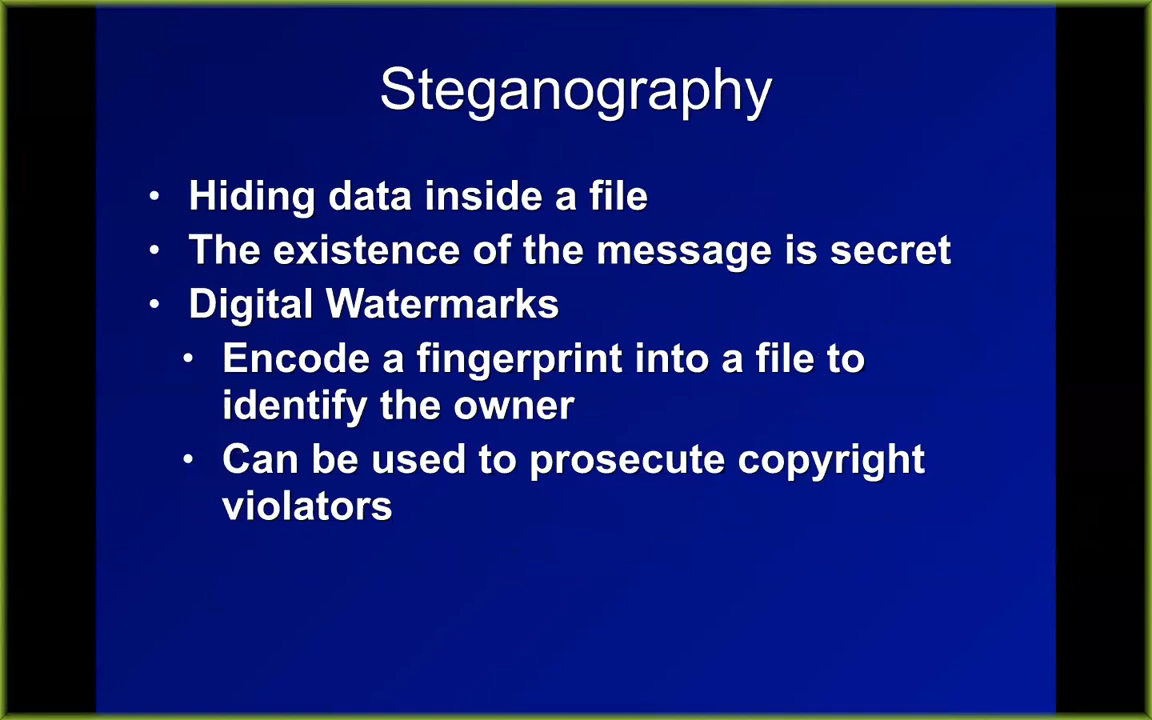 Steganography
• Hiding data inside a file
• The existence of the message is secret
• Digital Watermarks
• Encode a fingerprint into a file to
identify the owner
• Can be used to prosecute copyright
violators